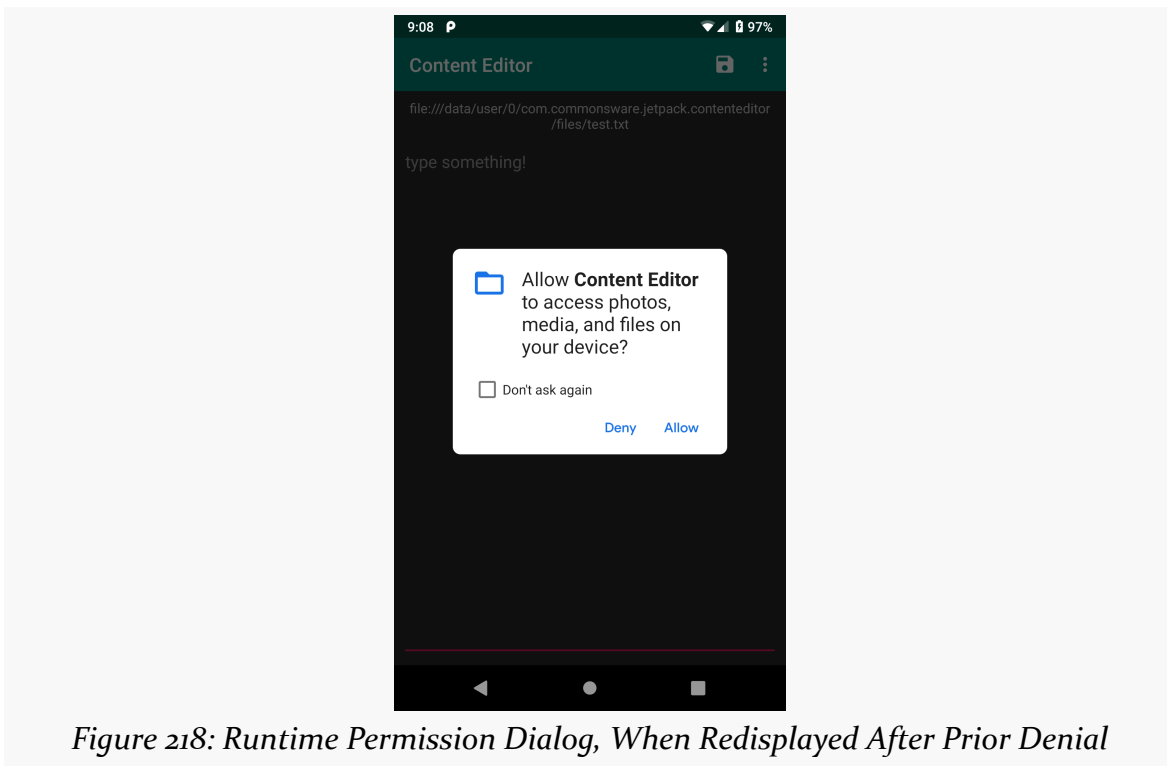 9:08
97%
Content Editor
file:///data/user/0/com.commonsware.jetpack.contenteditor
/files/test.txt
type something!
Allow Content Editor
to access photos,
media, and files on
your device?
Don't ask again
Deny Allow
Figure 218: Runtime Permission Dialog, When Redisplayed After Prior Denial